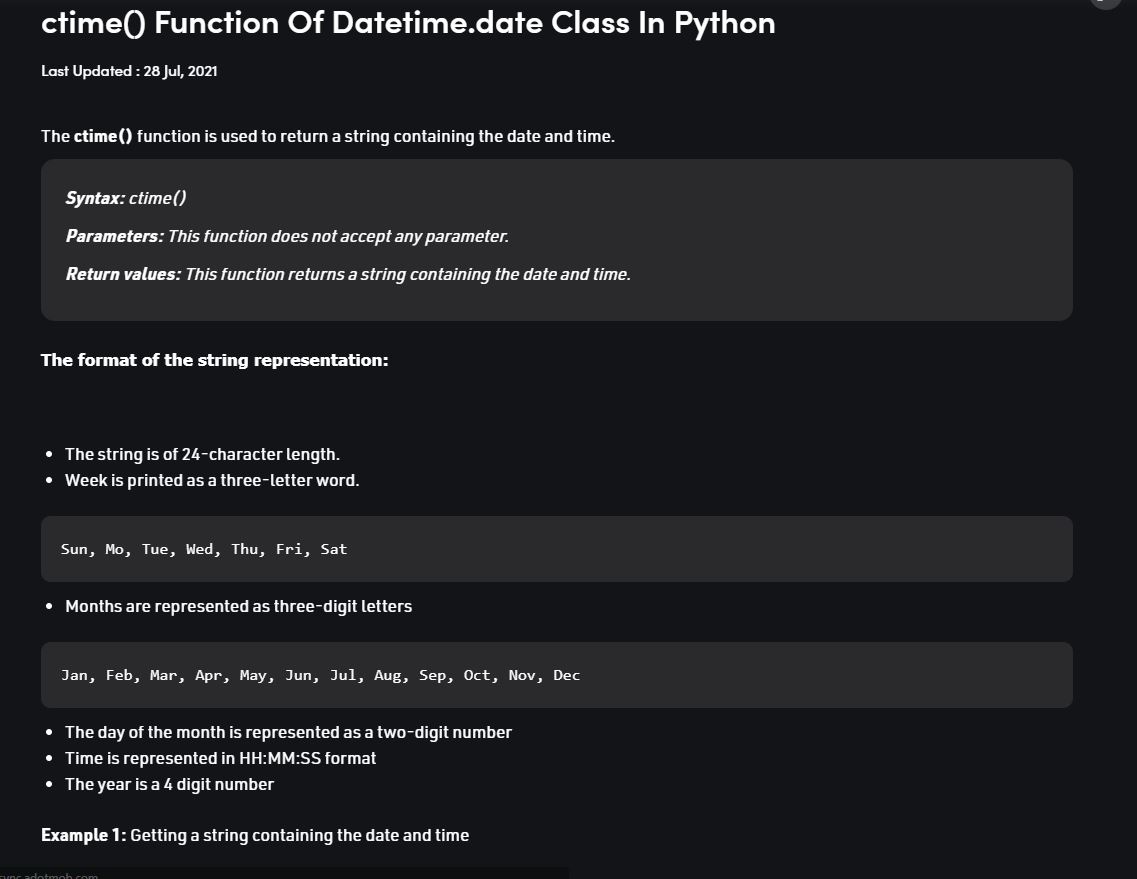 ctime() Function Of Datetime.date Class In Python
Last Updated : 28 Jul, 2021
The ctime() function is used to return a string containing the date and time.
Syntax: ctime()
Parameters: This function does not accept any parameter.
Return values: This function returns a string containing the date and time.
The format of the string representation:
• The string is of 24-character length.
• Week is printed as a three-letter word.
Sun, Mo, Tue, Wed, Thu, Fri, Sat
• Months are represented as three-digit letters
Jan, Feb, Mar, Apr, May, Jun, Jul, Aug, Sep, Oct, Nov, Dec
• The day of the month is represented as a two-digit number
• Time is represented in HH:MM:SS format
• The year is a 4 digit number
Example 1: Getting a string containing the date and time